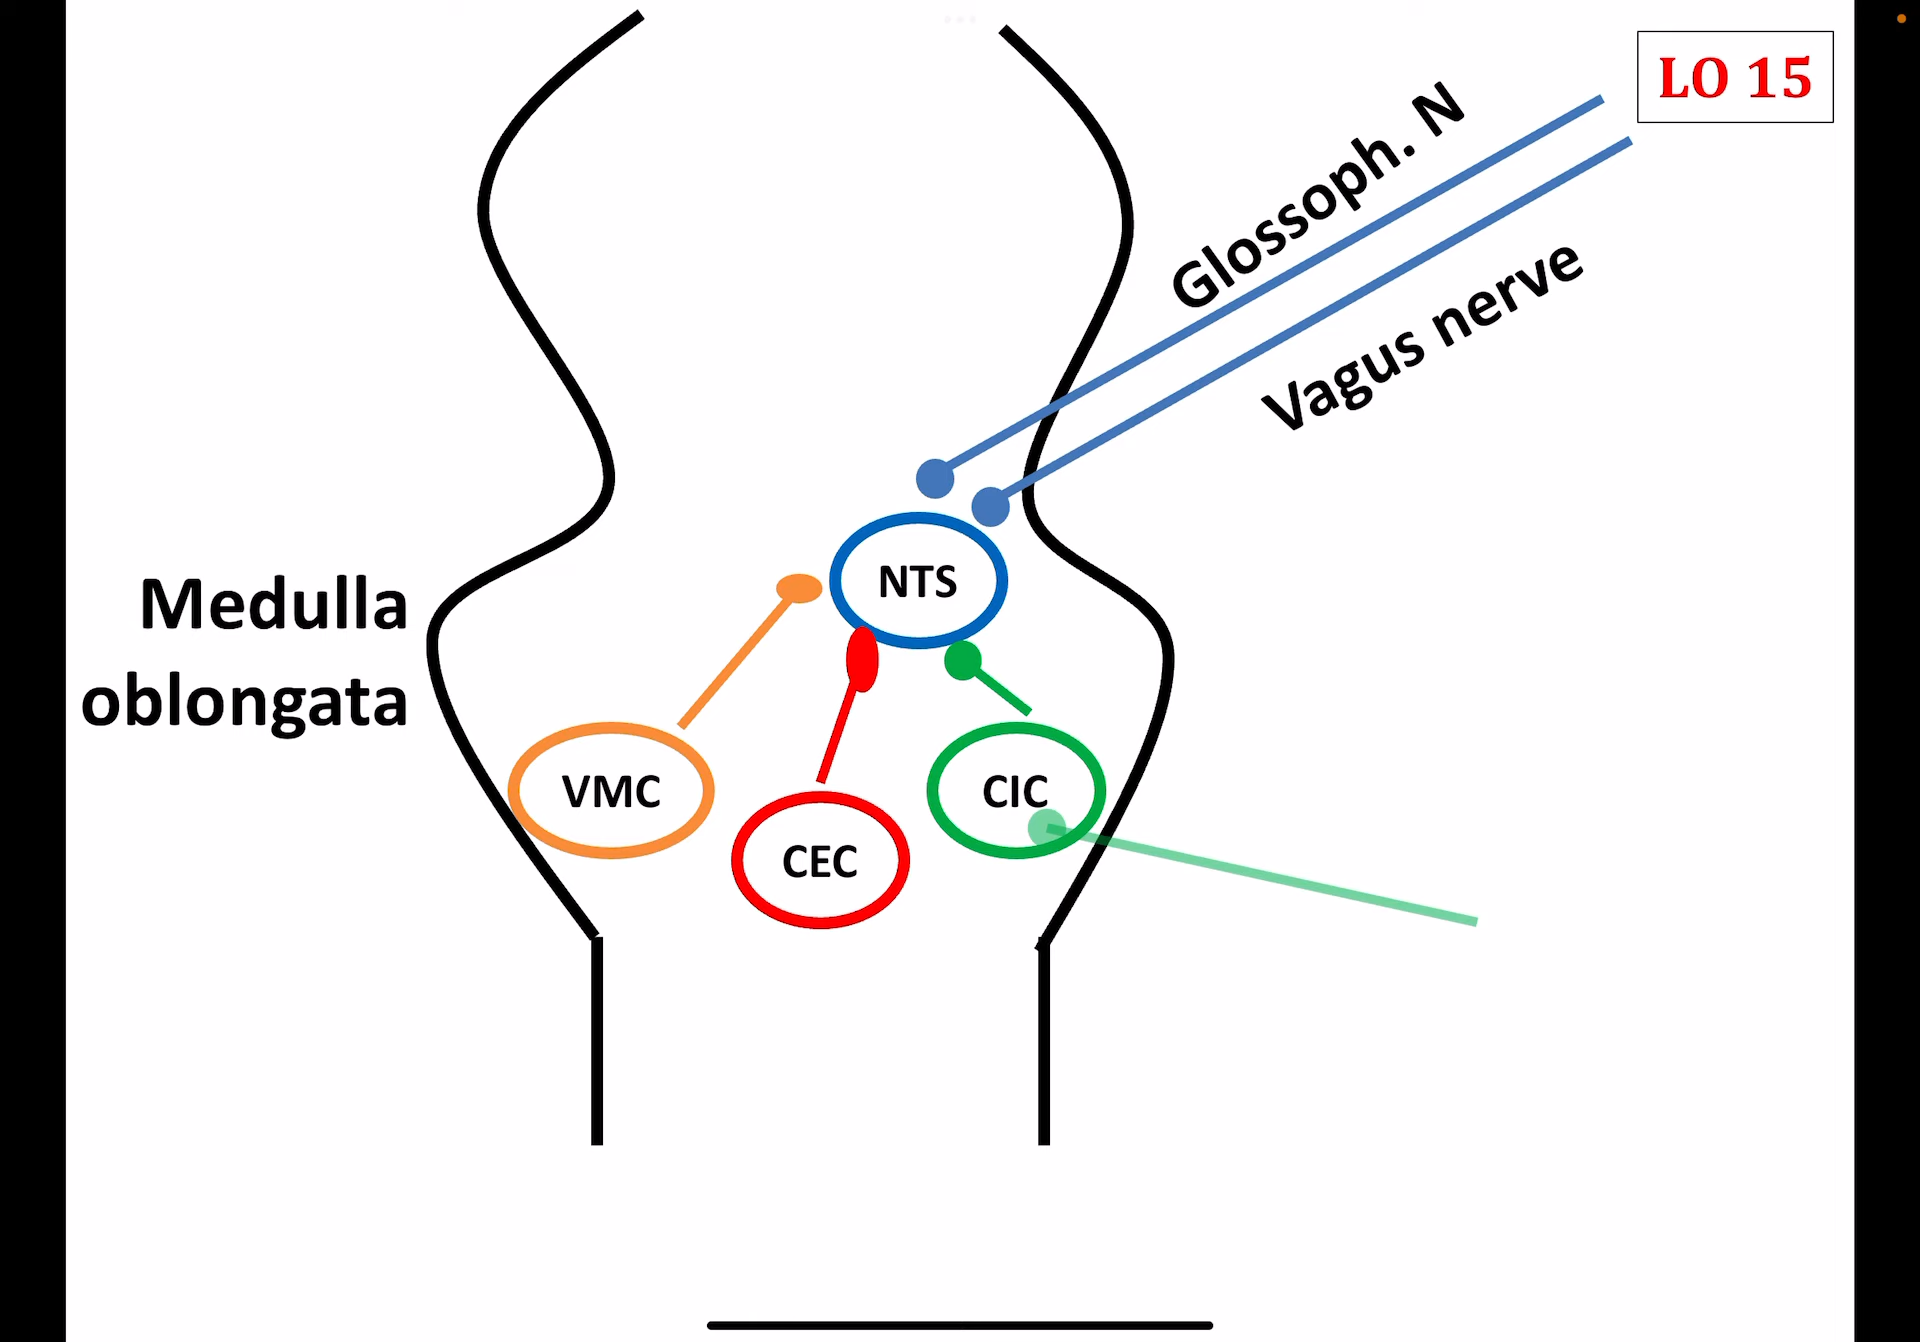 LO 15
Glossoph. N
Vagus nerve
Medulla
oblongata
NTS
VMC
CEC
CIC